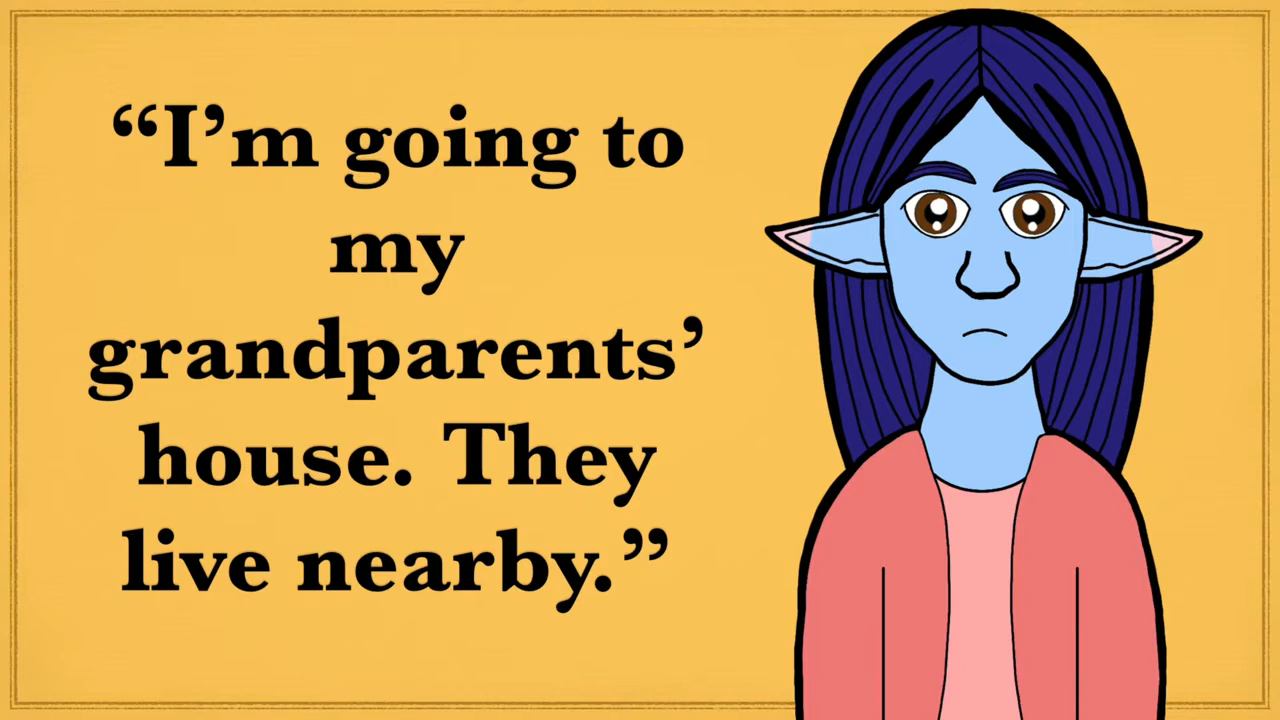 “I’m going to
my
grandparents’
house. They
live nearby.”